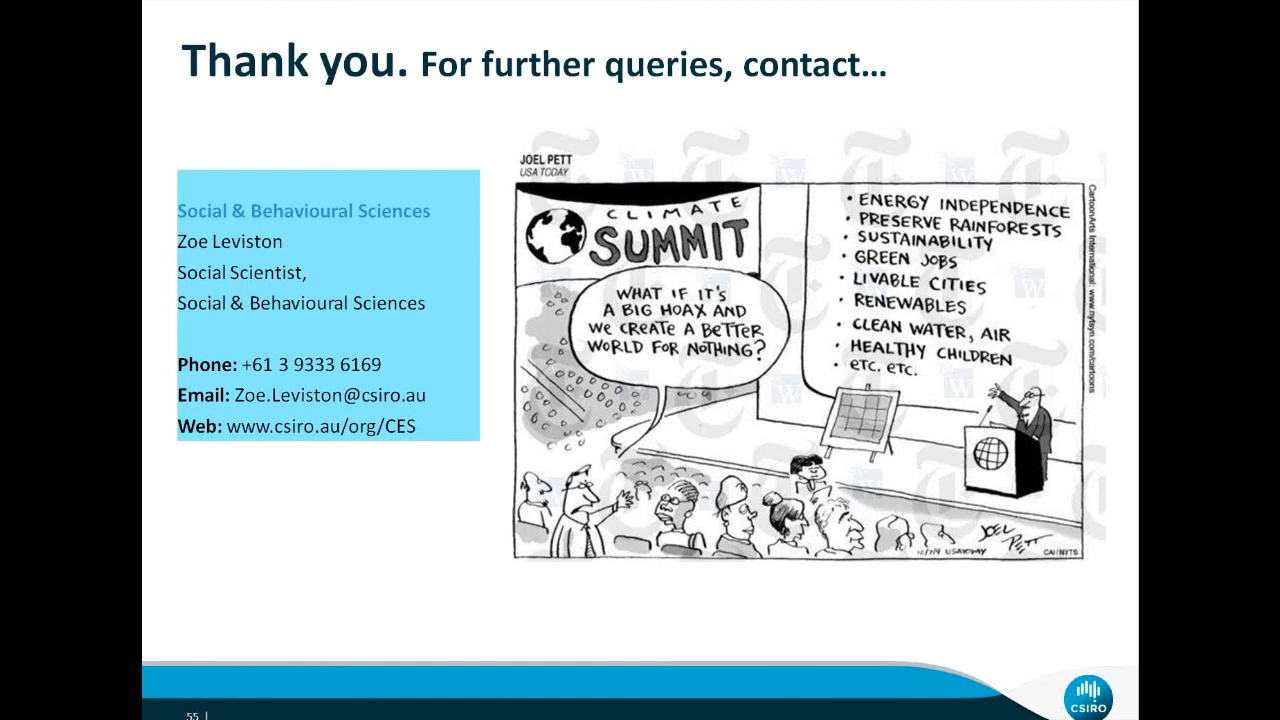 Thank you. For further queries, contact...
Social & Behavioural Sciences
Zoe Leviston
Social Scientist,
Social & Behavioural Sciences
Phone: +61 3 9333 6169
Email: Zoe.Leviston@csiro.au
Web: www.csiro.au/org/CES
JOEL PETT
USA TODAY
CLIMATE
SUMMIT
WHAT IF IT'S
A BIG HOAX AND
WE CREATE A BETTER
WORLD FOR NOTHING?
• ENERGY INDEPENDENCE
• PRESERVE RAINFORESTS
• SUSTAINABILITY
• GREEN JOBS
• LIVABLE CITIES
• RENEWABLES
• CLEAN WATER, AIR
• HEALTHY CHILDREN
• ETC. ETC.
CartoonArts International: www.nytsyn.com/cartoons
JOEL
PETT
USA TODAY
CAI/NYTS
55 |
CSIRO